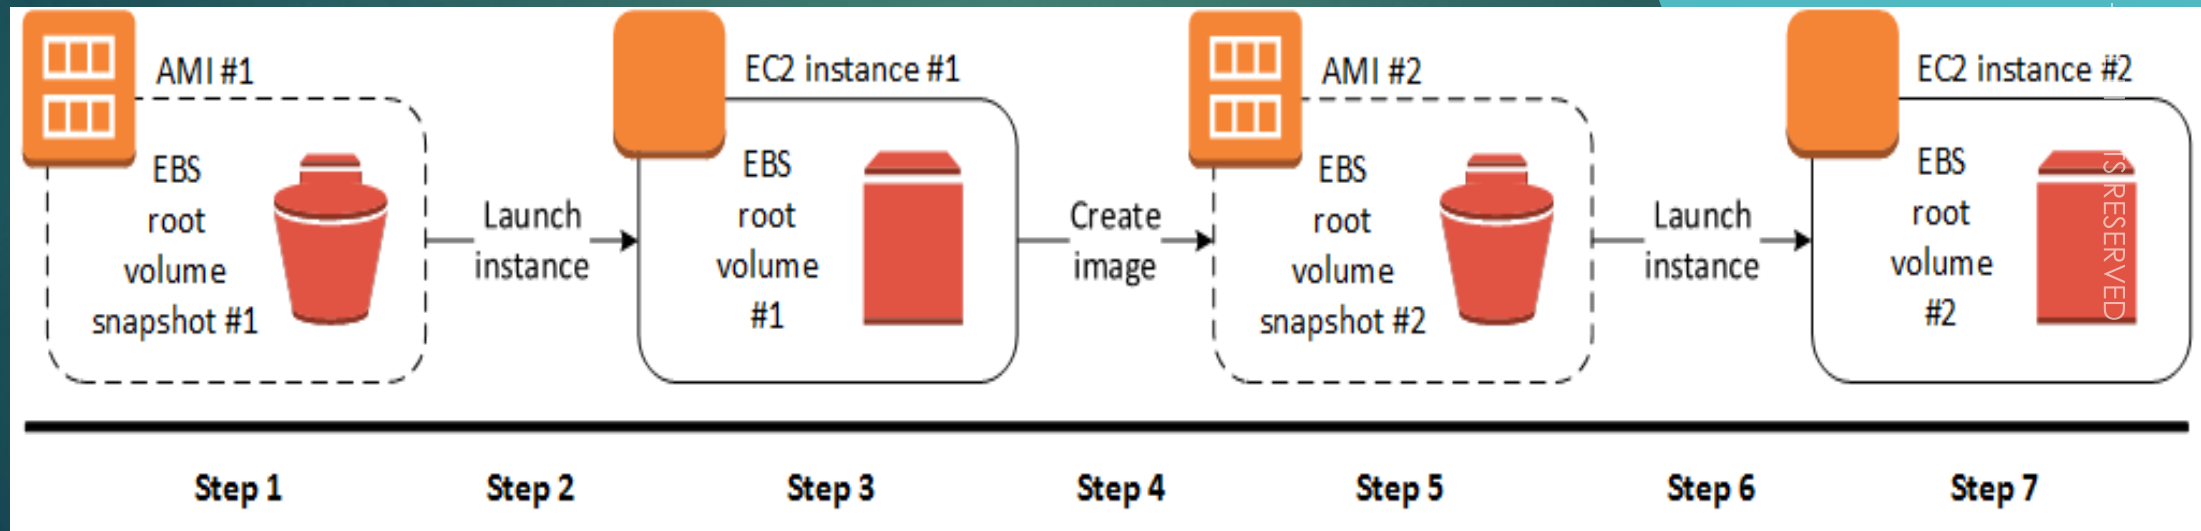 AMI #1
EBS
root
volume
snapshot #1
Launch
instance
EC2 instance #1
EBS
root
volume
#1
Create
image
AMI #2
EBS
root
volume
snapshot #2
Launch
instance
EC2 instance #2
EBS
root
volume
#2
RESERVED
Step 1
Step 2
Step 3
Step 4
Step 5
Step 6
Step 7